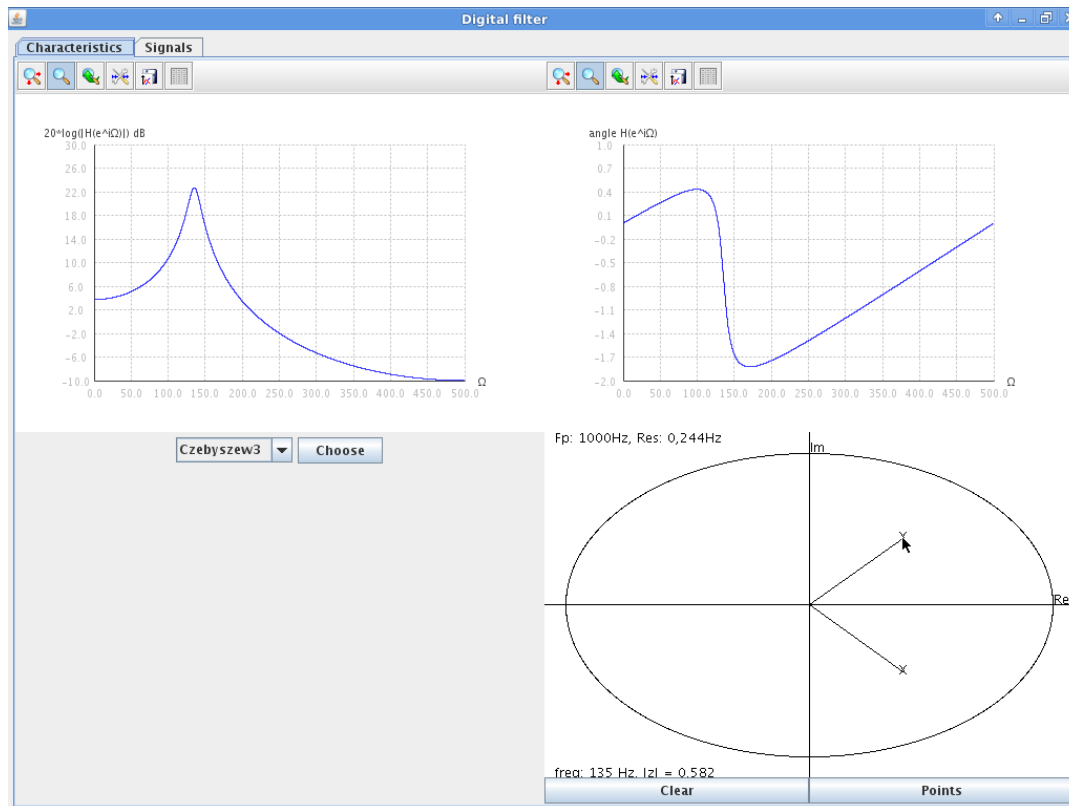 Digital filter
Characteristics Signals
20*log(|H(e^iΩ)|) dB
30.0
26.0
22.0
18.0
14.0
10.0
6.0
2.0
-2.0
-6.0
-10.0
0.0 50.0 100.0 150.0 200.0 250.0 300.0 350.0 400.0 450.0 500.0
Ω
angle H(e^iΩ)
1.0
0.7
0.4
0.1
-0.2
-0.5
-0.8
-1.1
-1.4
-1.7
-2.0
0.0 50.0 100.0 150.0 200.0 250.0 300.0 350.0 400.0 450.0 500.0
Ω
Czebyszew3 Choose
Fp: 1000Hz, Res: 0,244Hz
Im
Re
freq: 135 Hz, |z| = 0.582
Clear Points